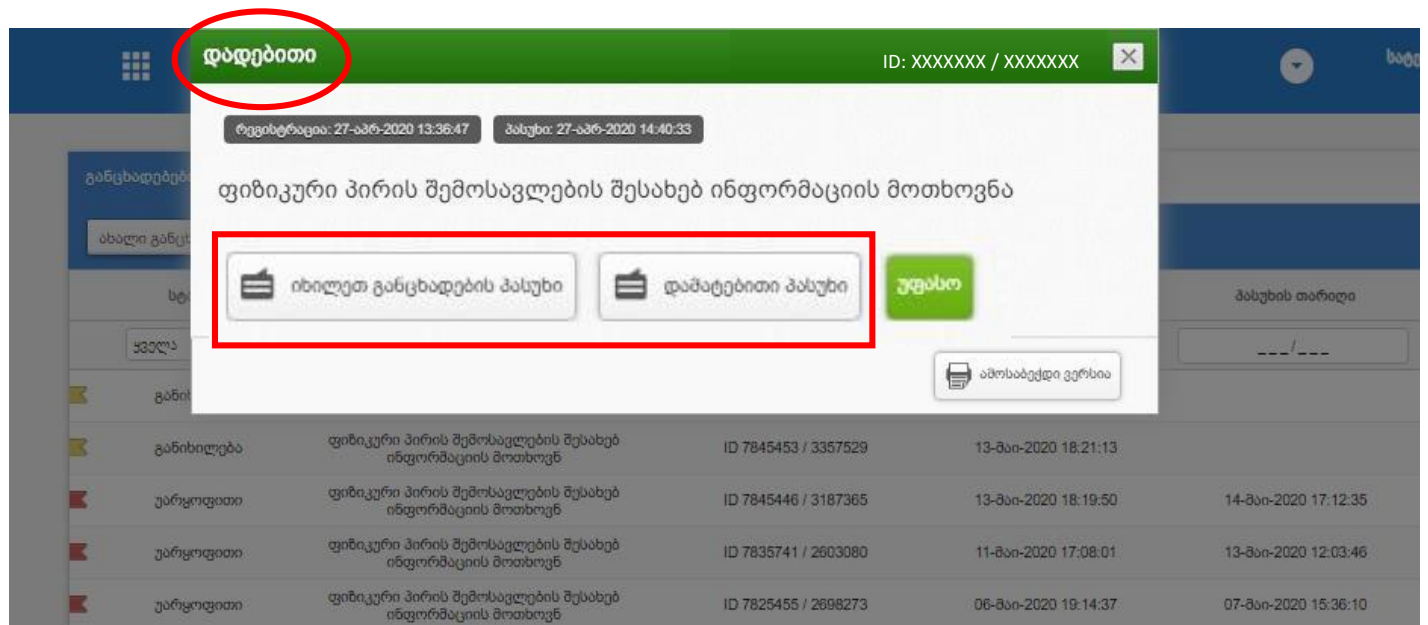 დადებითი
ID: XXXXXXX / XXXXXXX
რეგისტრაცია: 27-აპრ-2020 13:36:47
პასუხი: 27-აპრ-2020 14:40:33
ფიზიკური პირის შემოსავლების შესახებ ინფორმაციის მოთხოვნა
იხილეთ განცხადების პასუხი
დამატებითი პასუხი
უფასო
ამოსაბეჭდი ვერსია
პასუხის თარიღი
ყველა
___/___
განიხილება
ფიზიკური პირის შემოსავლების შესახებ
ინფორმაციის მოთხოვნ
ID 7845453 / 3357529
13-მაი-2020 18:21:13
უარყოფითი
ფიზიკური პირის შემოსავლების შესახებ
ინფორმაციის მოთხოვნ
ID 7845446 / 3187365
13-მაი-2020 18:19:50
14-მაი-2020 17:12:35
უარყოფითი
ფიზიკური პირის შემოსავლების შესახებ
ინფორმაციის მოთხოვნ
ID 7835741 / 2603080
11-მაი-2020 17:08:01
13-მაი-2020 12:03:46
უარყოფითი
ფიზიკური პირის შემოსავლების შესახებ
ინფორმაციის მოთხოვნ
ID 7825455 / 2698273
06-მაი-2020 19:14:37
07-მაი-2020 15:36:10